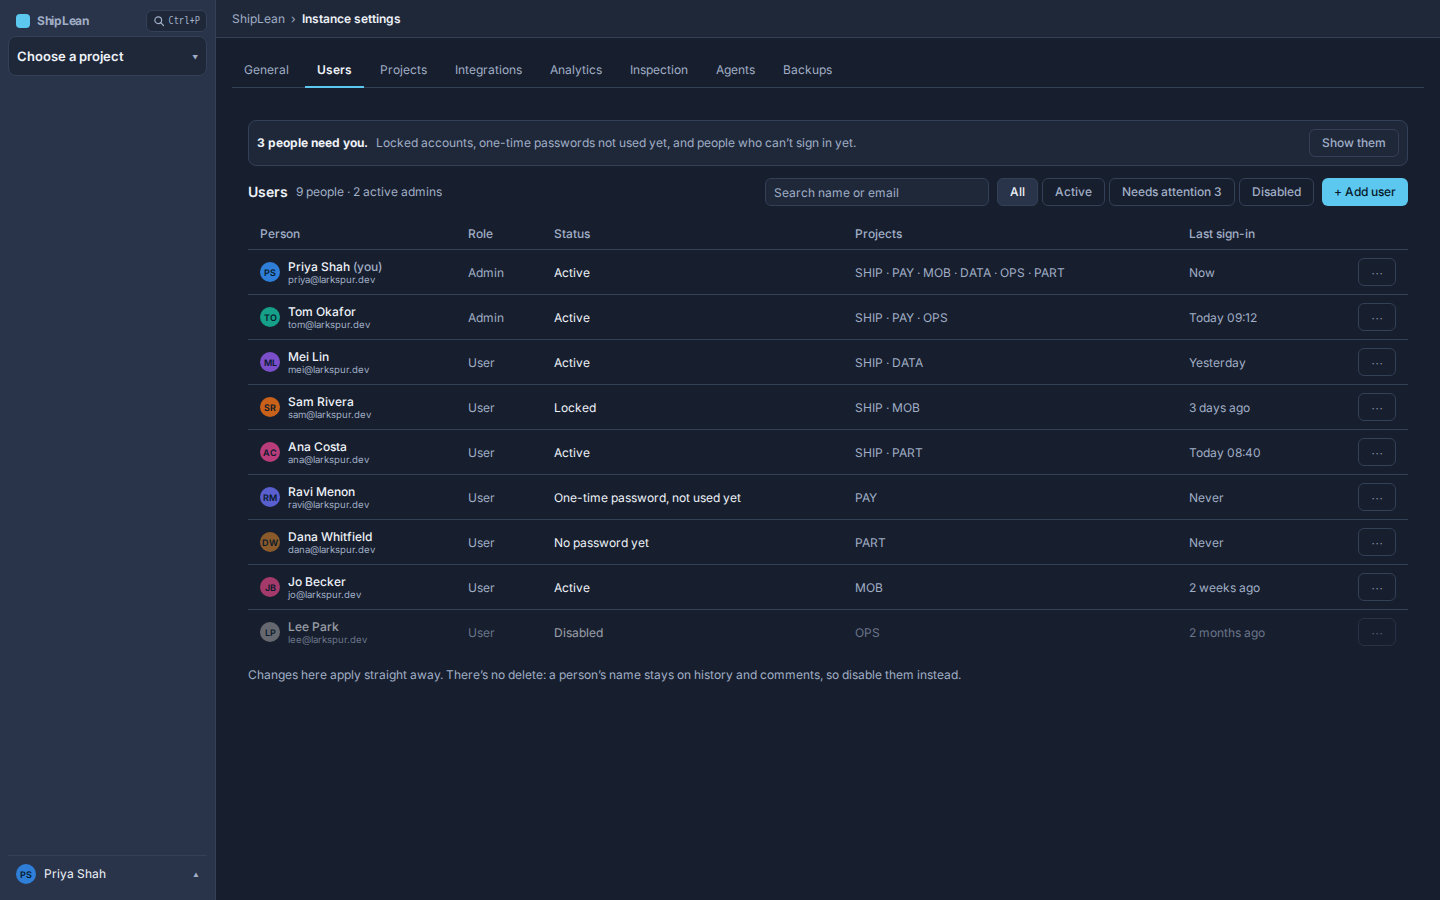 ShipLean
Ctrl+P
Choose a project
ShipLean › Instance settings
General Users Projects Integrations Analytics Inspection Agents Backups
3 people need you. Locked accounts, one-time passwords not used yet, and people who can’t sign in yet.
Show them
Users 9 people · 2 active admins
Search name or email
All Active Needs attention 3 Disabled + Add user
Person Role Status Projects Last sign-in
PS Priya Shah (you) Admin Active SHIP · PAY · MOB · DATA · OPS · PART Now ···
priya@larkspur.dev
TO Tom Okafor Admin Active SHIP · PAY · OPS Today 09:12 ···
tom@larkspur.dev
ML Mei Lin User Active SHIP · DATA Yesterday ···
mei@larkspur.dev
SR Sam Rivera User Locked SHIP · MOB 3 days ago ···
sam@larkspur.dev
AC Ana Costa User Active SHIP · PART Today 08:40 ···
ana@larkspur.dev
RM Ravi Menon User One-time password, not used yet PAY Never ···
ravi@larkspur.dev
DW Dana Whitfield User No password yet PART Never ···
dana@larkspur.dev
JB Jo Becker User Active MOB 2 weeks ago ···
jo@larkspur.dev
LP Lee Park User Disabled OPS 2 months ago ···
lee@larkspur.dev
Changes here apply straight away. There’s no delete: a person’s name stays on history and comments, so disable them instead.
PS Priya Shah